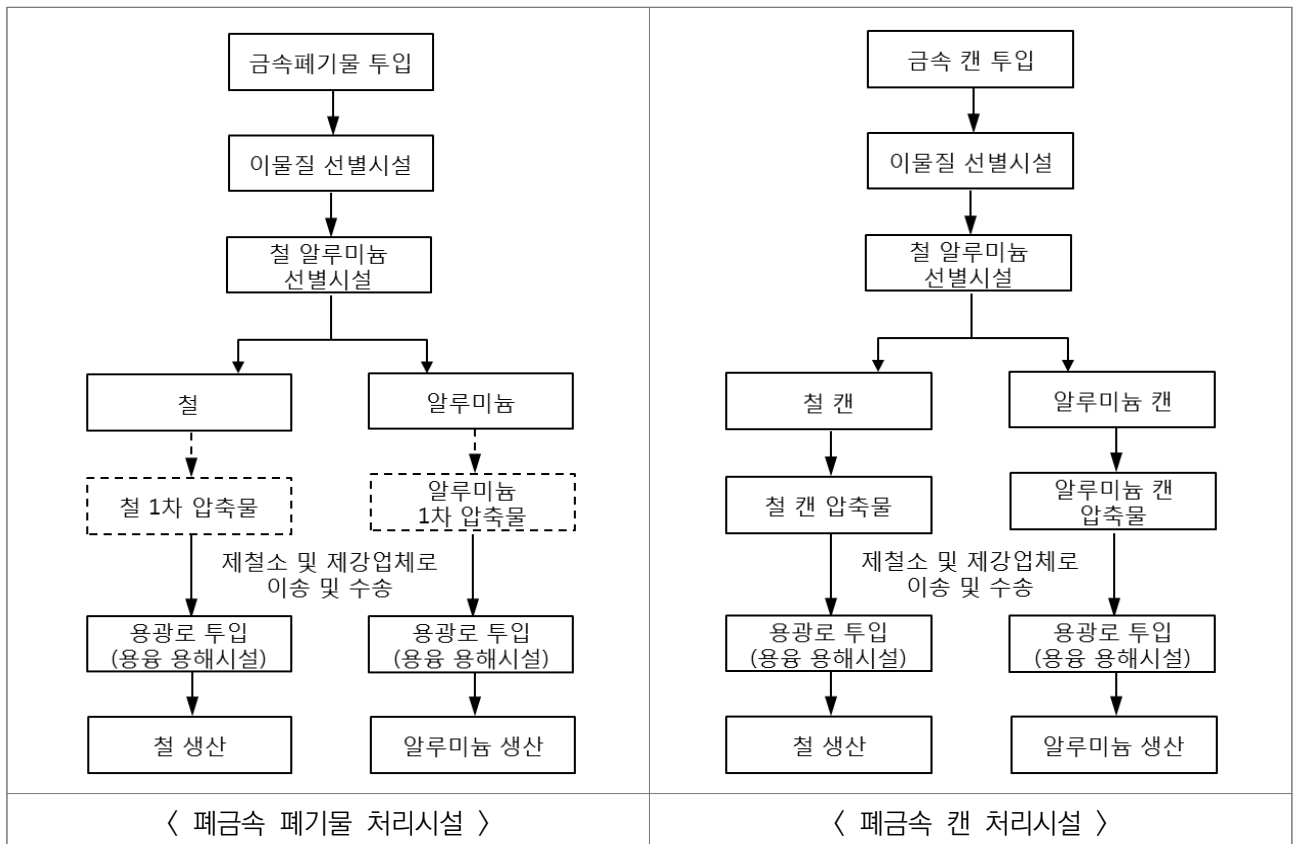 금속폐기물 투입
이물질 선별시설
철 알루미늄
선별시설
철
알루미늄
철 1차 압축물
알루미늄
1차 압축물
제철소 및 제강업체로
이송 및 수송
용광로 투입
(용융 용해시설)
용광로 투입
(용융 용해시설)
철 생산
알루미늄 생산
〈 폐금속 폐기물 처리시설 〉
금속 캔 투입
이물질 선별시설
철 알루미늄
선별시설
철 캔
알루미늄 캔
철 캔 압축물
알루미늄 캔
압축물
제철소 및 제강업체로
이송 및 수송
용광로 투입
(용융 용해시설)
용광로 투입
(용융 용해시설)
철 생산
알루미늄 생산
〈 폐금속 캔 처리시설 〉